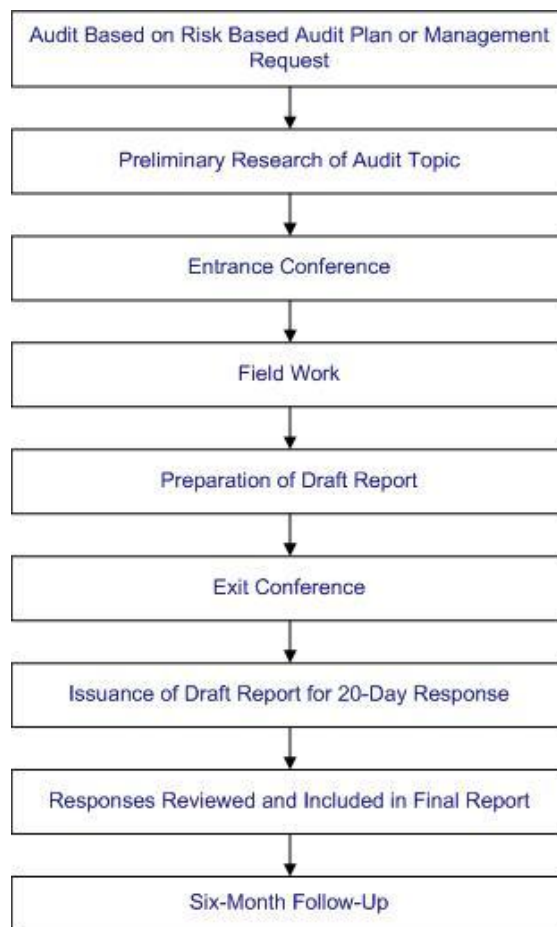 Audit Based on Risk Based Audit Plan or Management
Request
Preliminary Research of Audit Topic
Entrance Conference
Field Work
Preparation of Draft Report
Exit Conference
Issuance of Draft Report for 20-Day Response
Responses Reviewed and Included in Final Report
Six-Month Follow-Up